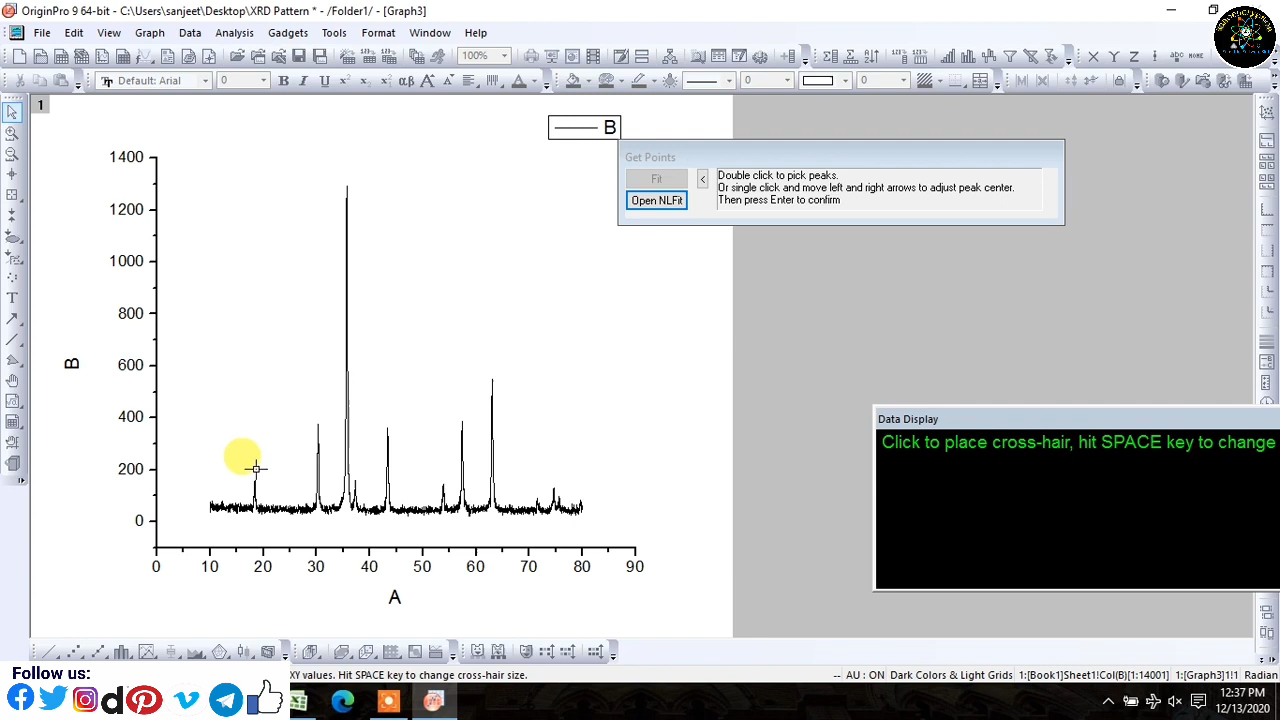 OriginPro 9 64-bit - C:\Users\sanjeet\Desktop\XRD Pattern * - /Folder1/ - [Graph3]
File Edit View Graph Data Analysis Gadgets Tools Format Window Help
100%
Default: Arial 0 B I U αβ A A 0 0
1
B
Get Points
Fit
<
Double click to pick peaks.
Or single click and move left and right arrows to adjust peak center.
Open NLFit
Then press Enter to confirm
1400
1200
1000
800
600
400
200
0
B
0 10 20 30 40 50 60 70 80 90
A
Data Display
Click to place cross-hair, hit SPACE key to change
Follow us:
XY values. Hit SPACE key to change cross-hair size.
-- AU : ON Dark Colors & Light Grids 1:[Book1]Sheet1!Col(B)[1:14001] 1:[Graph3]1!1 Radian
12:37 PM
12/13/2020